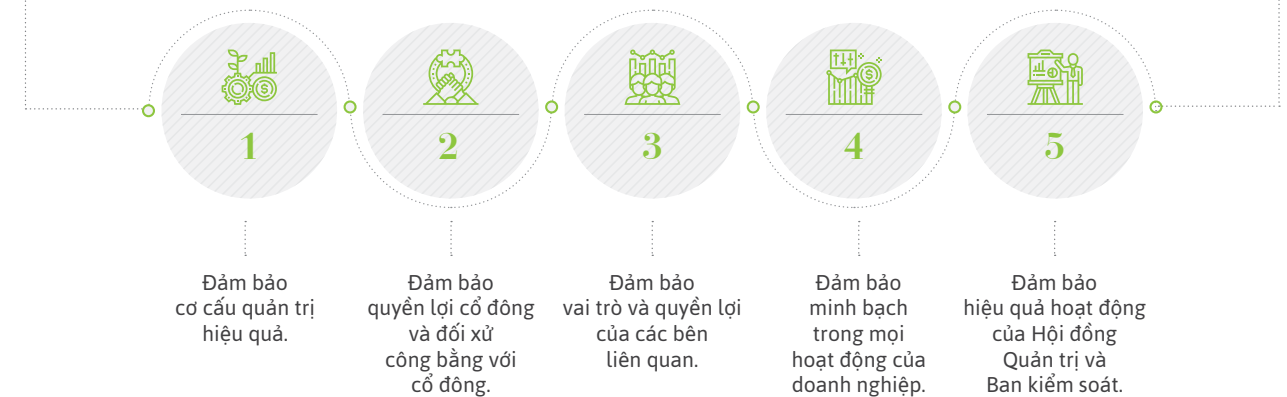 1
2
3
4
5
Đảm bảo
cơ cấu quản trị
hiệu quả.
Đảm bảo
quyền lợi cổ đông
và đối xử
công bằng với
cổ đông.
Đảm bảo
vai trò và quyền lợi
của các bên
liên quan.
Đảm bảo
minh bạch
trong mọi
hoạt động của
doanh nghiệp.
Đảm bảo
hiệu quả hoạt động
của Hội đồng
Quản trị và
Ban kiểm soát.